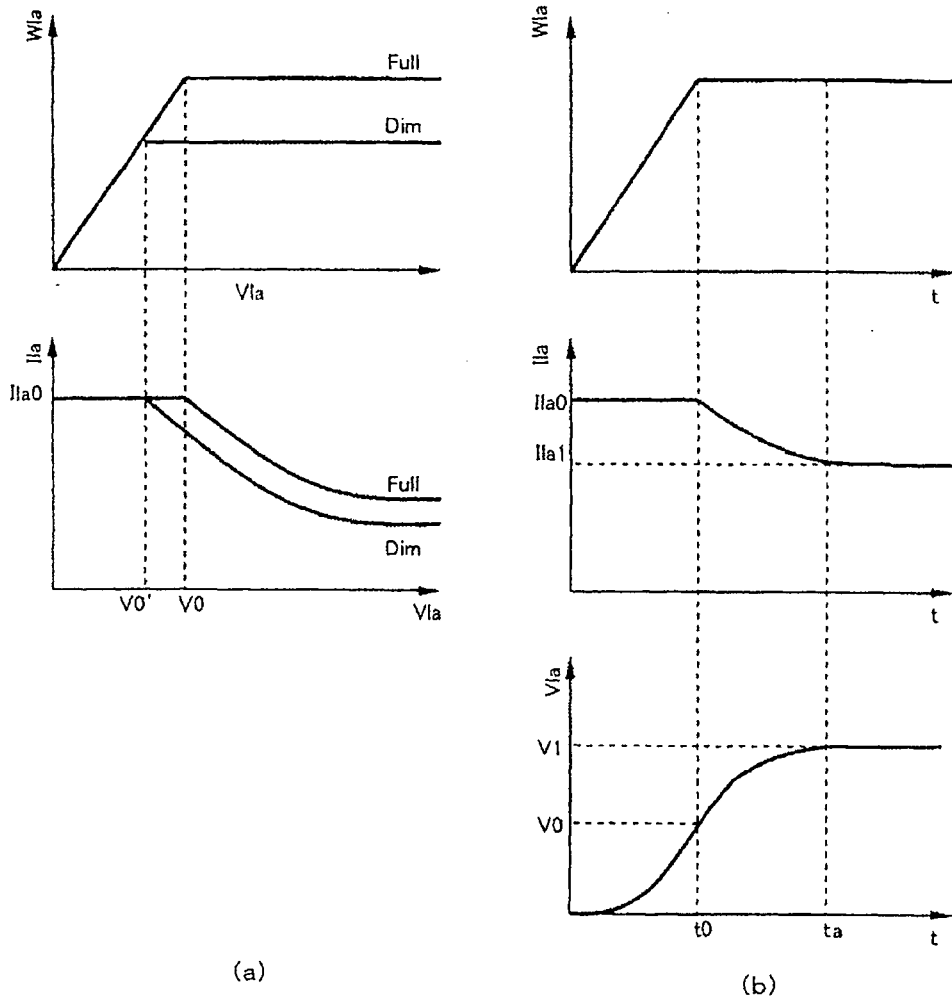 Wla
Full
Dim
Vla
Ila
Ila0
Full
Dim
V0'
V0
Vla
(a)
Wla
t
Ila
Ila0
Ila1
t
Vla
V1
V0
t0
ta
t
(b)